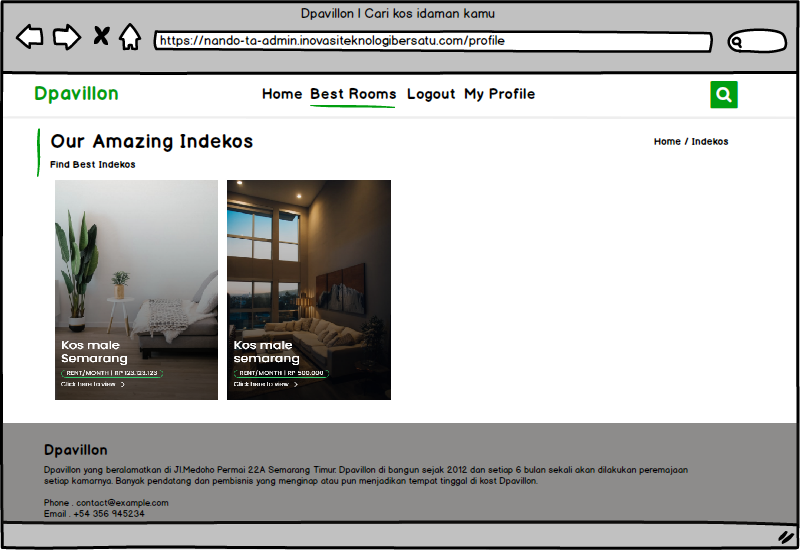 Dpavillon | Cari kos idaman kamu
https://nando-ta-admin.inovasiteknologibersatu.com/profile
Dpavillon
Home Best Rooms Logout My Profile
Our Amazing Indekos
Home / Indekos
Find Best Indekos
Kos male
Semarang
RENT/MONTH | RP 123.123.123
Click here to view >
Kos male
semarang
RENT/MONTH | RP 500.000
Click here to view >
Dpavillon
Dpavillon yang beralamatkan di Jl.Medoho Permai 22A Semarang Timur. Dpavillon di bangun sejak 2012 dan setiap 6 bulan sekali akan dilakukan peremajaan
setiap kamarnya. Banyak pendatang dan pembisnis yang menginap atau pun menjadikan tempat tinggal di kost Dpavillon.
Phone . contact@example.com
Email . +54 356 945234